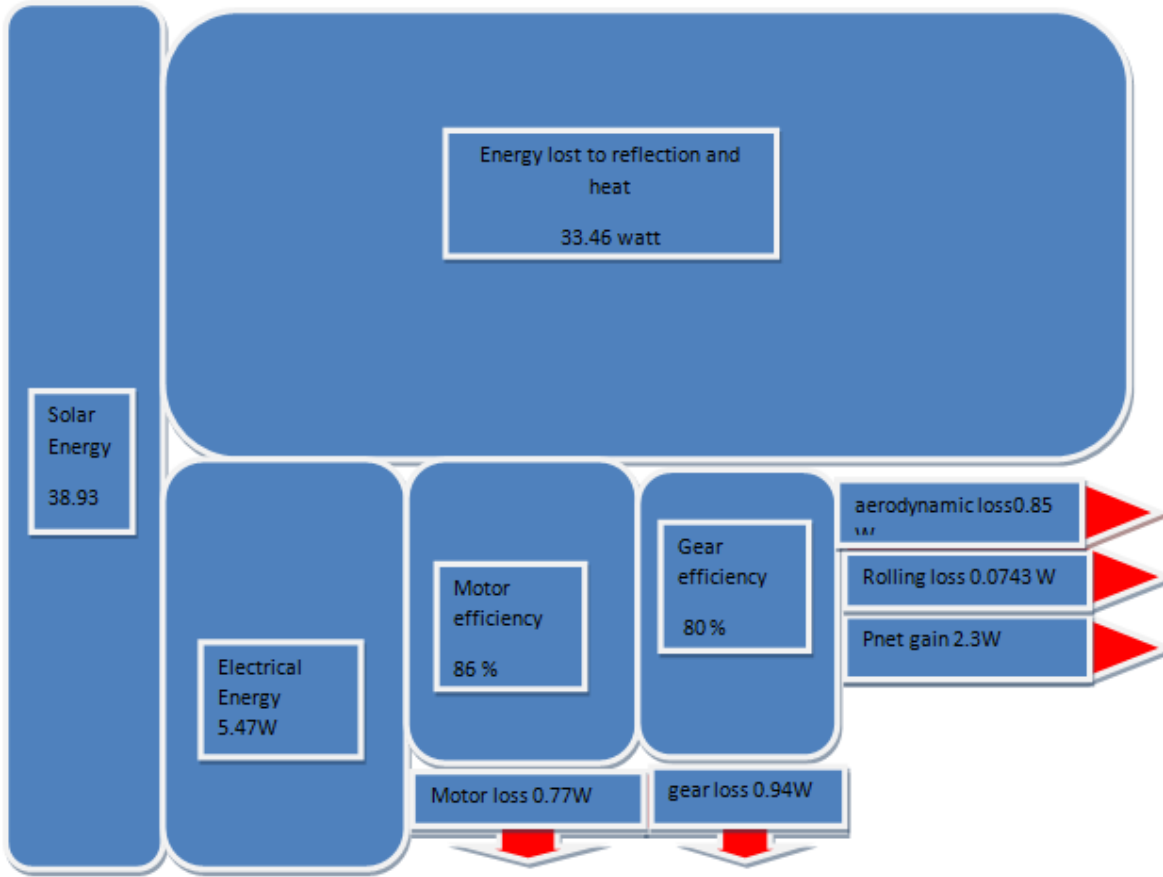 Energy lost to reflection and
heat
33.46 watt
Solar
Energy
38.93
Electrical
Energy
5.47W
Motor
efficiency
86 %
Gear
efficiency
80 %
aerodynamic loss0.85
W
Rolling loss 0.0743 W
Pnet gain 2.3W
Motor loss 0.77W
gear loss 0.94W